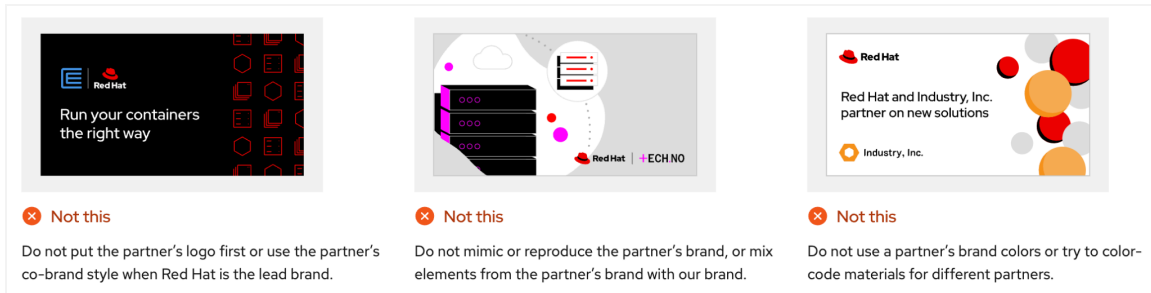 Red Hat
Run your containers
the right way
Not this
Do not put the partner's logo first or use the partner's
co-brand style when Red Hat is the lead brand.
Red Hat
+ECH.NO
Not this
Do not mimic or reproduce the partner's brand, or mix
elements from the partner's brand with our brand.
Red Hat
Red Hat and Industry, Inc.
partner on new solutions
Industry, Inc.
Not this
Do not use a partner's brand colors or try to color-
code materials for different partners.